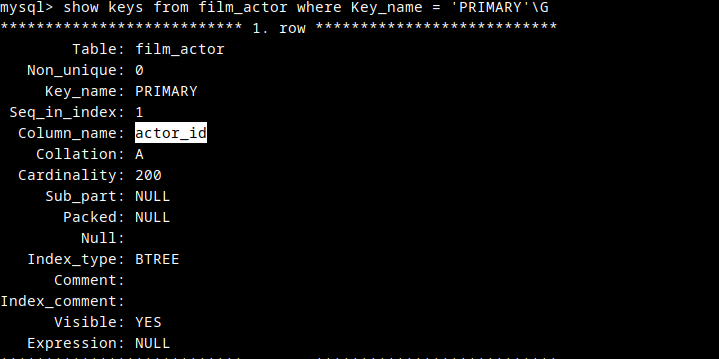 mysql> show keys from film_actor where Key_name = 'PRIMARY'\G
*************************** 1. row ***************************
Table: film_actor
Non_unique: 0
Key_name: PRIMARY
Seq_in_index: 1
Column_name: actor_id
Collation: A
Cardinality: 200
Sub_part: NULL
Packed: NULL
Null:
Index_type: BTREE
Comment:
Index_comment:
Visible: YES
Expression: NULL